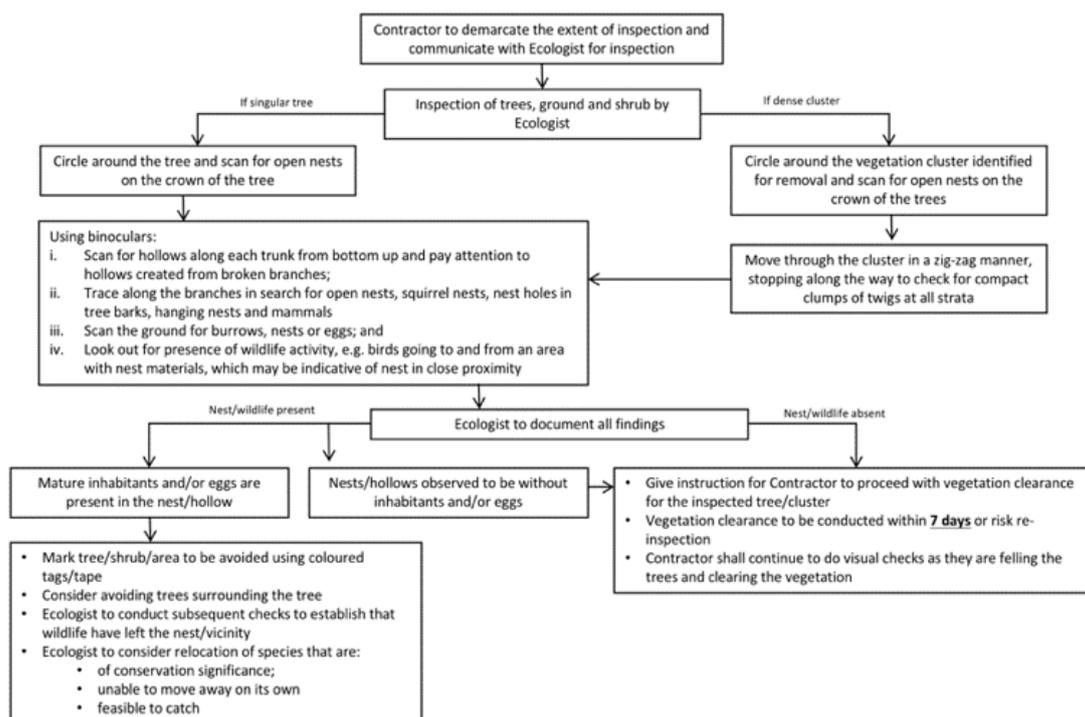 Contractor to demarcate the extent of inspection and
communicate with Ecologist for inspection
If singular tree
Inspection of trees, ground and shrub by
Ecologist
If dense cluster
Circle around the tree and scan for open nests
on the crown of the tree
Circle around the vegetation cluster identified
for removal and scan for open nests on the
crown of the trees
Using binoculars:
i. Scan for hollows along each trunk from bottom up and pay attention to
hollows created from broken branches;
ii. Trace along the branches in search for open nests, squirrel nests, nest holes in
tree barks, hanging nests and mammals
iii. Scan the ground for burrows, nests or eggs; and
iv. Look out for presence of wildlife activity, e.g. birds going to and from an area
with nest materials, which may be indicative of nest in close proximity
Move through the cluster in a zig-zag manner,
stopping along the way to check for compact
clumps of twigs at all strata
Nest/wildlife present
Ecologist to document all findings
Nest/wildlife absent
Mature inhabitants and/or eggs are
present in the nest/hollow
Nests/hollows observed to be without
inhabitants and/or eggs
• Give instruction for Contractor to proceed with vegetation clearance
for the inspected tree/cluster
• Vegetation clearance to be conducted within 7 days or risk re-
inspection
• Contractor shall continue to do visual checks as they are felling the
trees and clearing the vegetation
• Mark tree/shrub/area to be avoided using coloured
tags/tape
• Consider avoiding trees surrounding the tree
• Ecologist to conduct subsequent checks to establish that
wildlife have left the nest/vicinity
• Ecologist to consider relocation of species that are:
• of conservation significance;
• unable to move away on its own
• feasible to catch